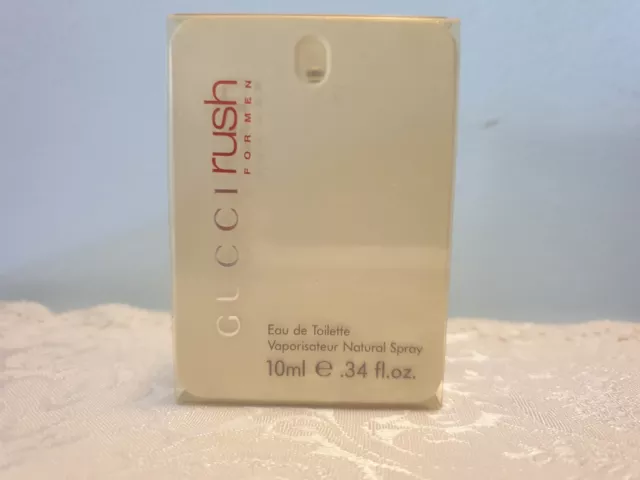 GUCCI rush
FOR MEN
Eau de Toilette
Vaporisateur Natural Spray
10ml e .34 fl.oz.